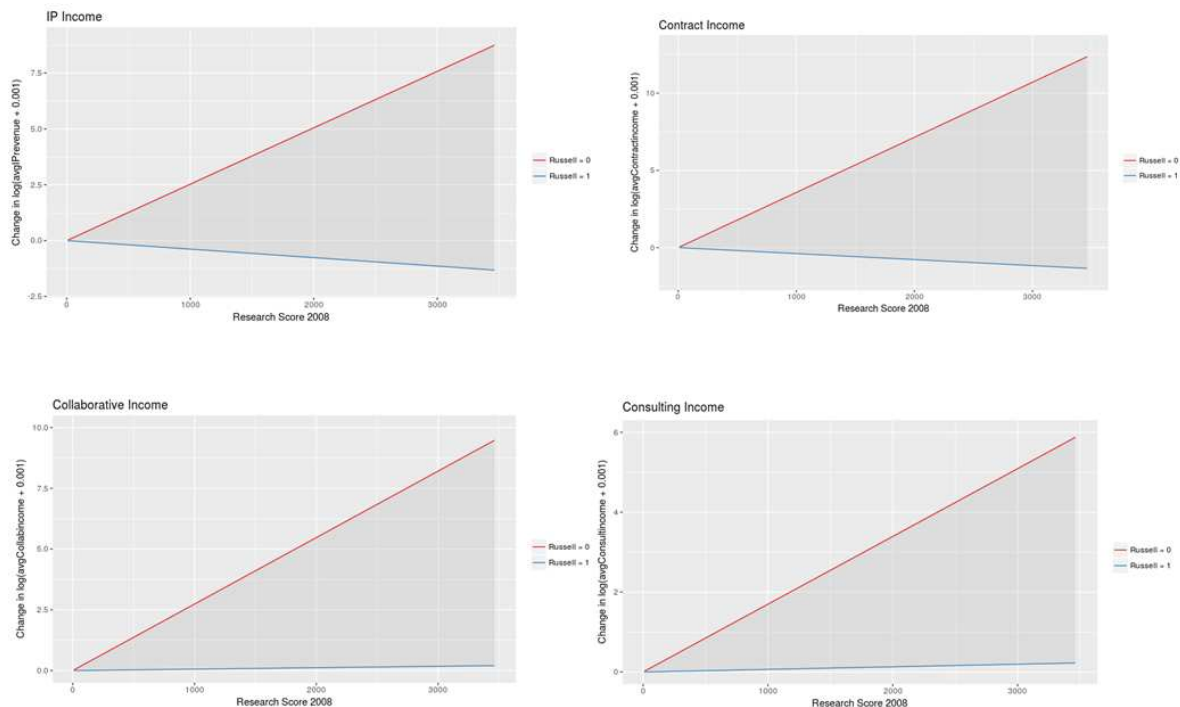 IP Income
Change in log(avgIPrevenue + 0.001)
7.5
5.0
2.5
0.0
-2.5
0 1000 2000 3000
Research Score 2008
Russell = 0
Russell = 1
Contract Income
Change in log(avgContractincome + 0.001)
10
5
0
0 1000 2000 3000
Research Score 2008
Russell = 0
Russell = 1
Collaborative Income
Change in log(avgCollabincome + 0.001)
10.0
7.5
5.0
2.5
0.0
0 1000 2000 3000
Research Score 2008
Russell = 0
Russell = 1
Consulting Income
Change in log(avgConsultincome + 0.001)
6
4
2
0
0 1000 2000 3000
Research Score 2008
Russell = 0
Russell = 1